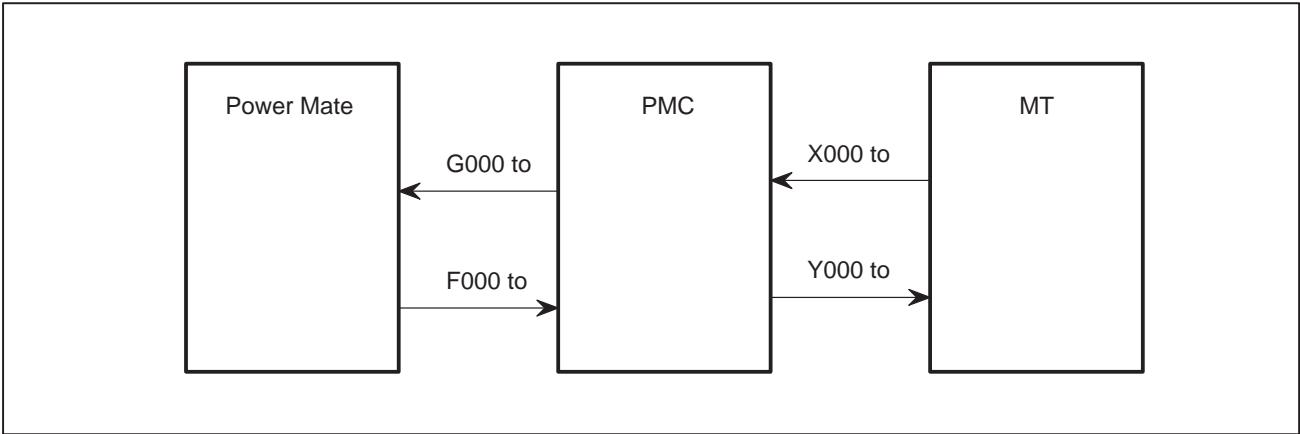 Power Mate
PMC
MT
G000 to
X000 to
F000 to
Y000 to